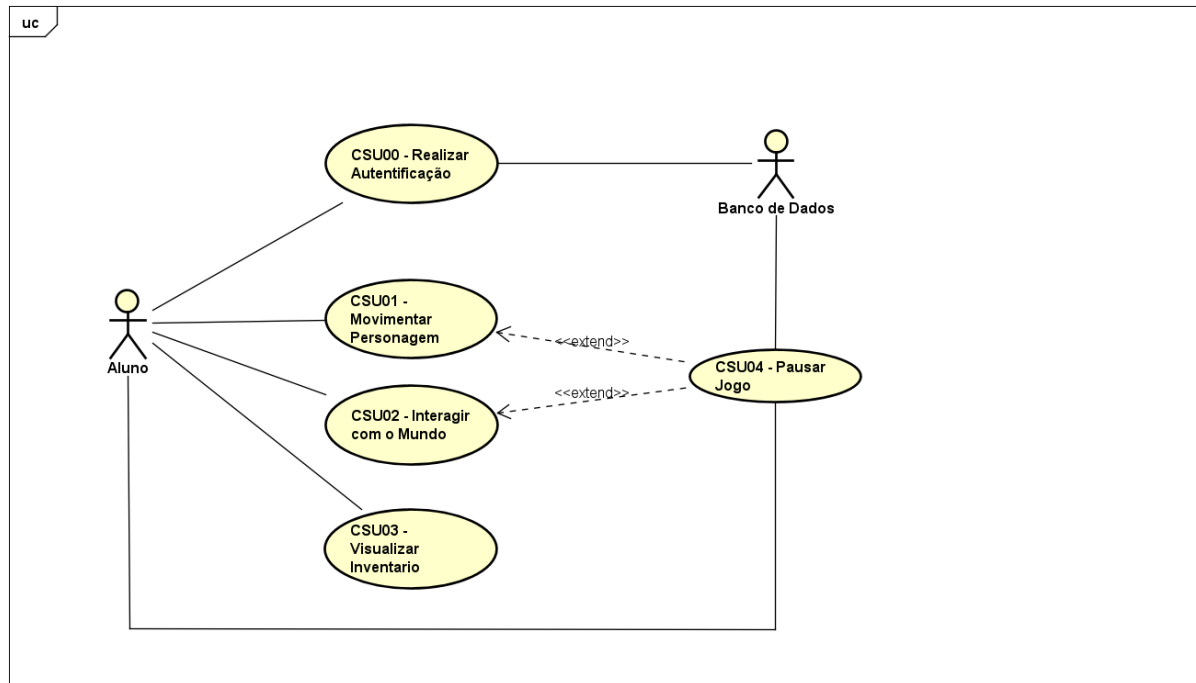 uc
CSU00 - Realizar
Autentificação
Banco de Dados
CSU01 -
Movimentar
Personagem
<<extend>>
Aluno
CSU04 - Pausar
Jogo
<<extend>>
CSU02 - Interagir
com o Mundo
CSU03 -
Visualizar
Inventario